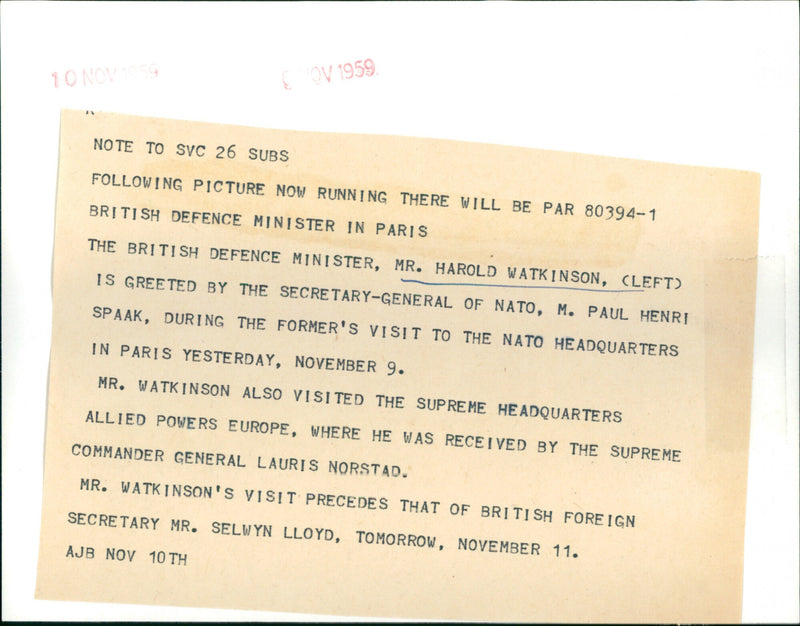 10 NOV 1959
NOV 1959
NOTE TO SVC 26 SUBS
FOLLOWING PICTURE NOW RUNNING THERE WILL BE PAR 80394-1
BRITISH DEFENCE MINISTER IN PARIS
THE BRITISH DEFENCE MINISTER, MR. HAROLD WATKINSON, (LEFT)
IS GREETED BY THE SECRETARY-GENERAL OF NATO, M. PAUL HENRI
SPAAK, DURING THE FORMER'S VISIT TO THE NATO HEADQUARTERS
IN PARIS YESTERDAY, NOVEMBER 9.
MR. WATKINSON ALSO VISITED THE SUPREME HEADQUARTERS
ALLIED POWERS EUROPE, WHERE HE WAS RECEIVED BY THE SUPREME
COMMANDER GENERAL LAURIS NORSTAD.
MR. WATKINSON'S VISIT PRECEDES THAT OF BRITISH FOREIGN
SECRETARY MR. SELWYN LLOYD, TOMORROW, NOVEMBER 11.
AJB NOV 10TH